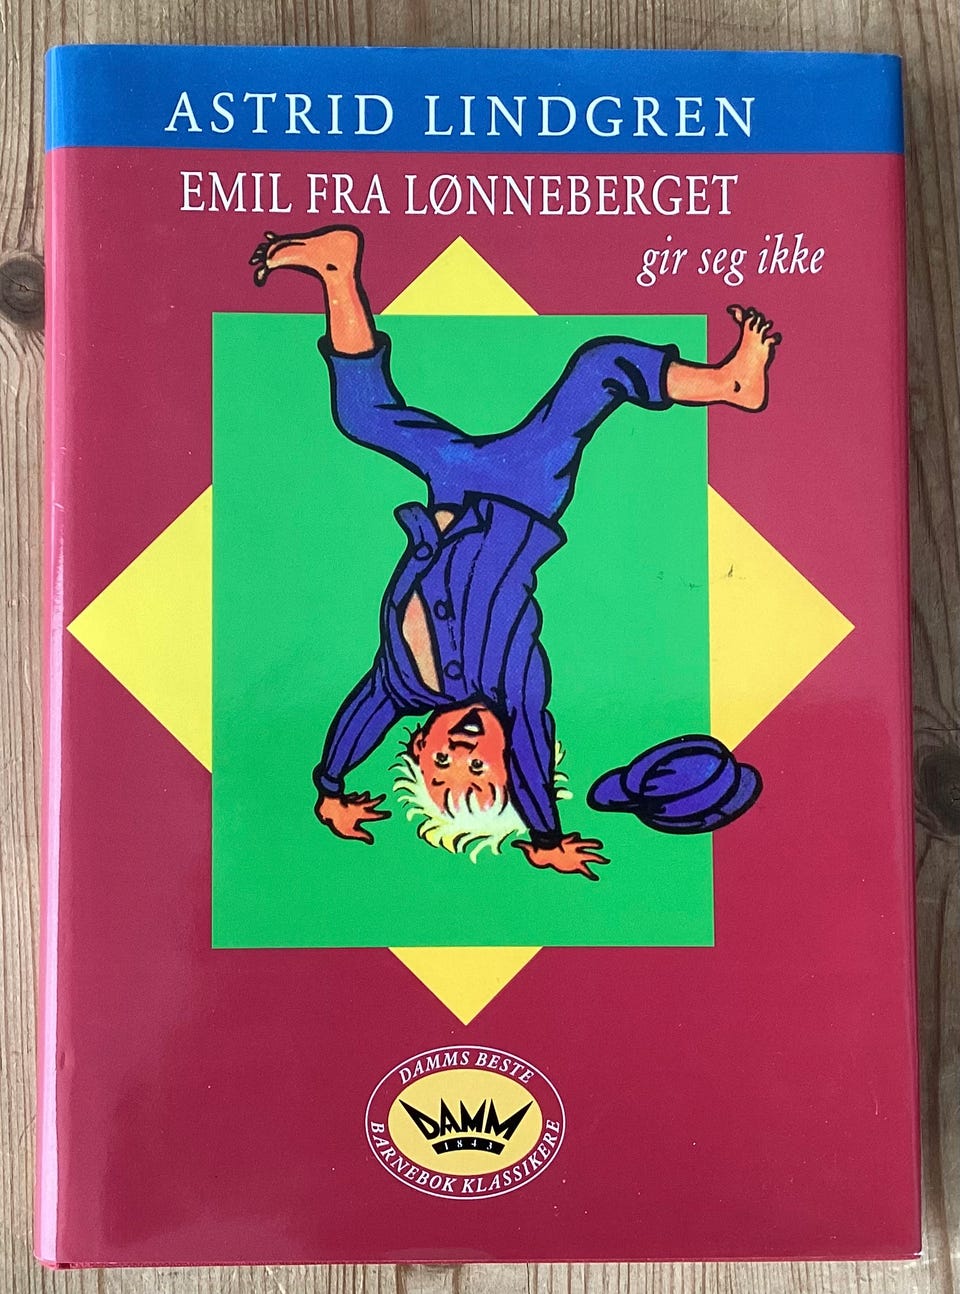 ASTRID LINDGREN
EMIL FRA LØNNEBERGET
gir seg ikke
DAMMS BESTE
DAMM
1843
BARNEBOK KLASSIKERE